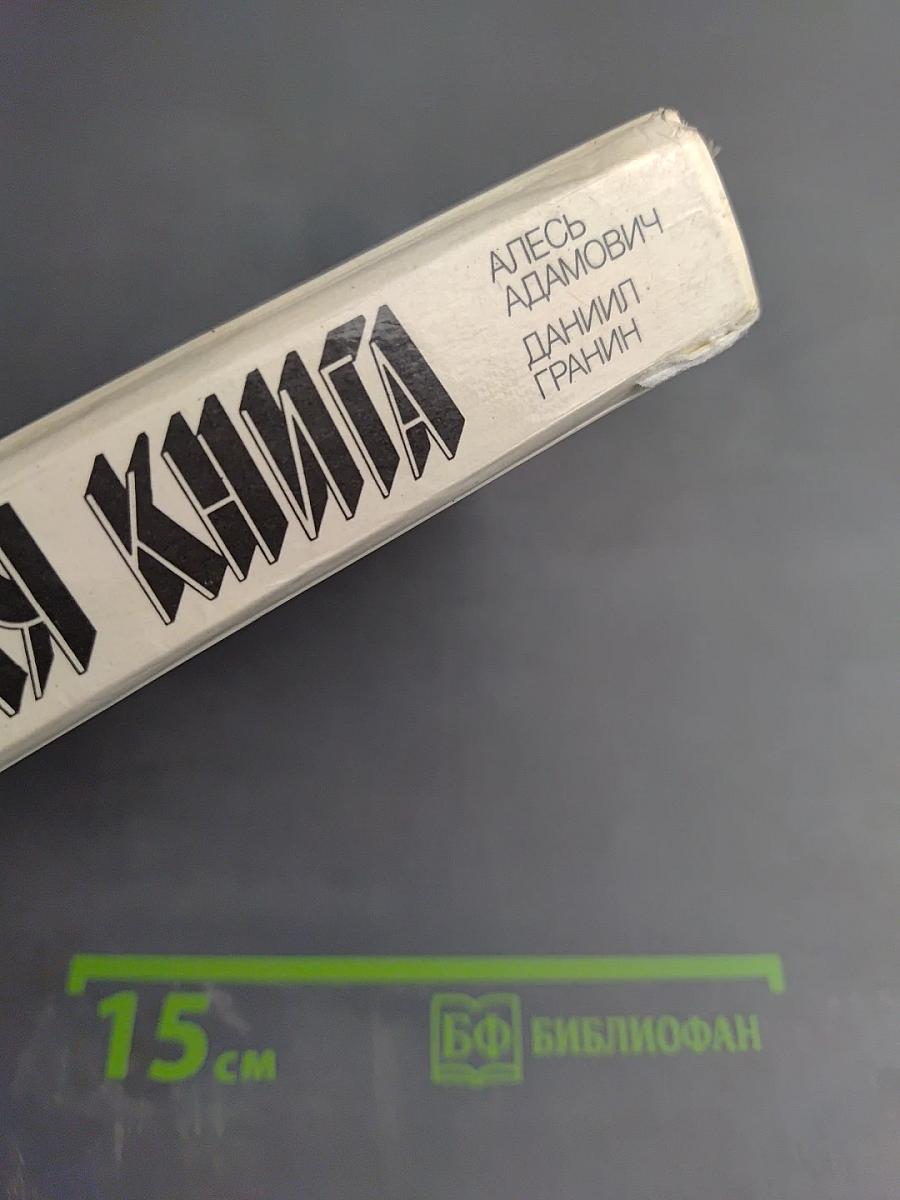 АЛЕСЬ
АДАМОВИЧ
ДАНИИЛ
ГРАНИН
Я КНИГА
15 см
БФ БИБЛИОФАН